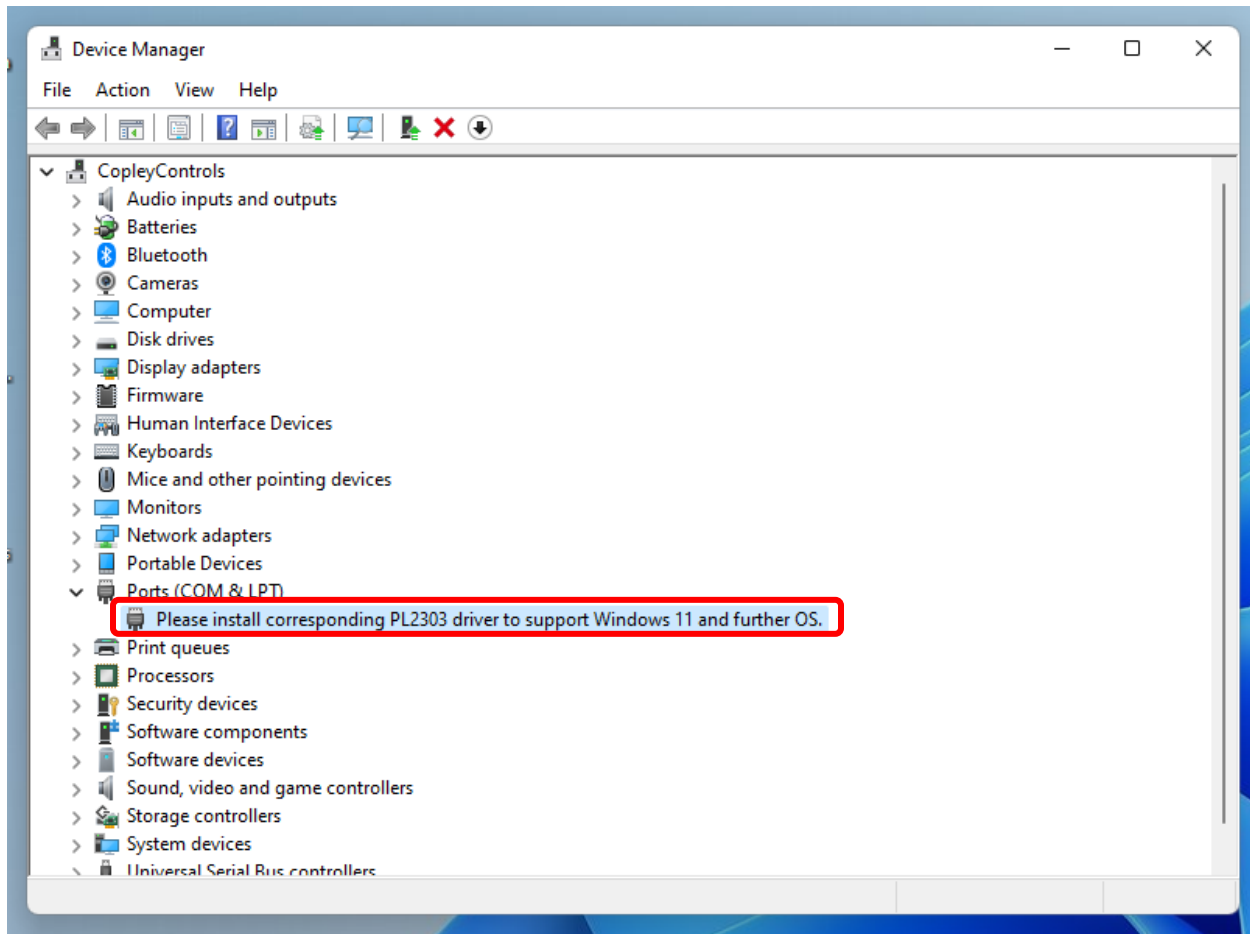 Device Manager
File Action View Help
CopleyControls
Audio inputs and outputs
Batteries
Bluetooth
Cameras
Computer
Disk drives
Display adapters
Firmware
Human Interface Devices
Keyboards
Mice and other pointing devices
Monitors
Network adapters
Portable Devices
Ports (COM & LPT)
Please install corresponding PL2303 driver to support Windows 11 and further OS.
Print queues
Processors
Security devices
Software components
Software devices
Sound, video and game controllers
Storage controllers
System devices
Universal Serial Bus controllers